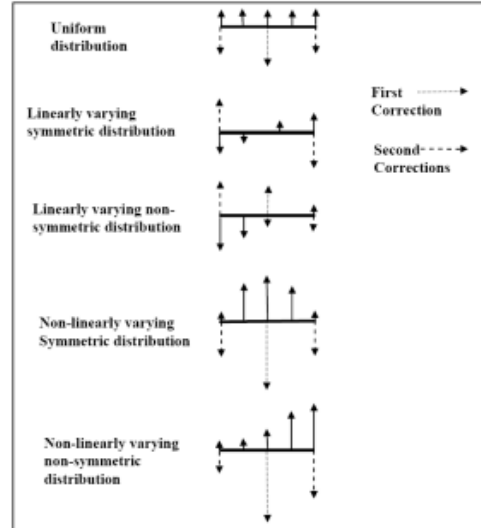 Uniform
distribution
First
Correction
Linearly varying
symmetric distribution
Second
Corrections
Linearly varying non-
symmetric distribution
Non-linearly varying
Symmetric distribution
Non-linearly varying
non-symmetric
distribution